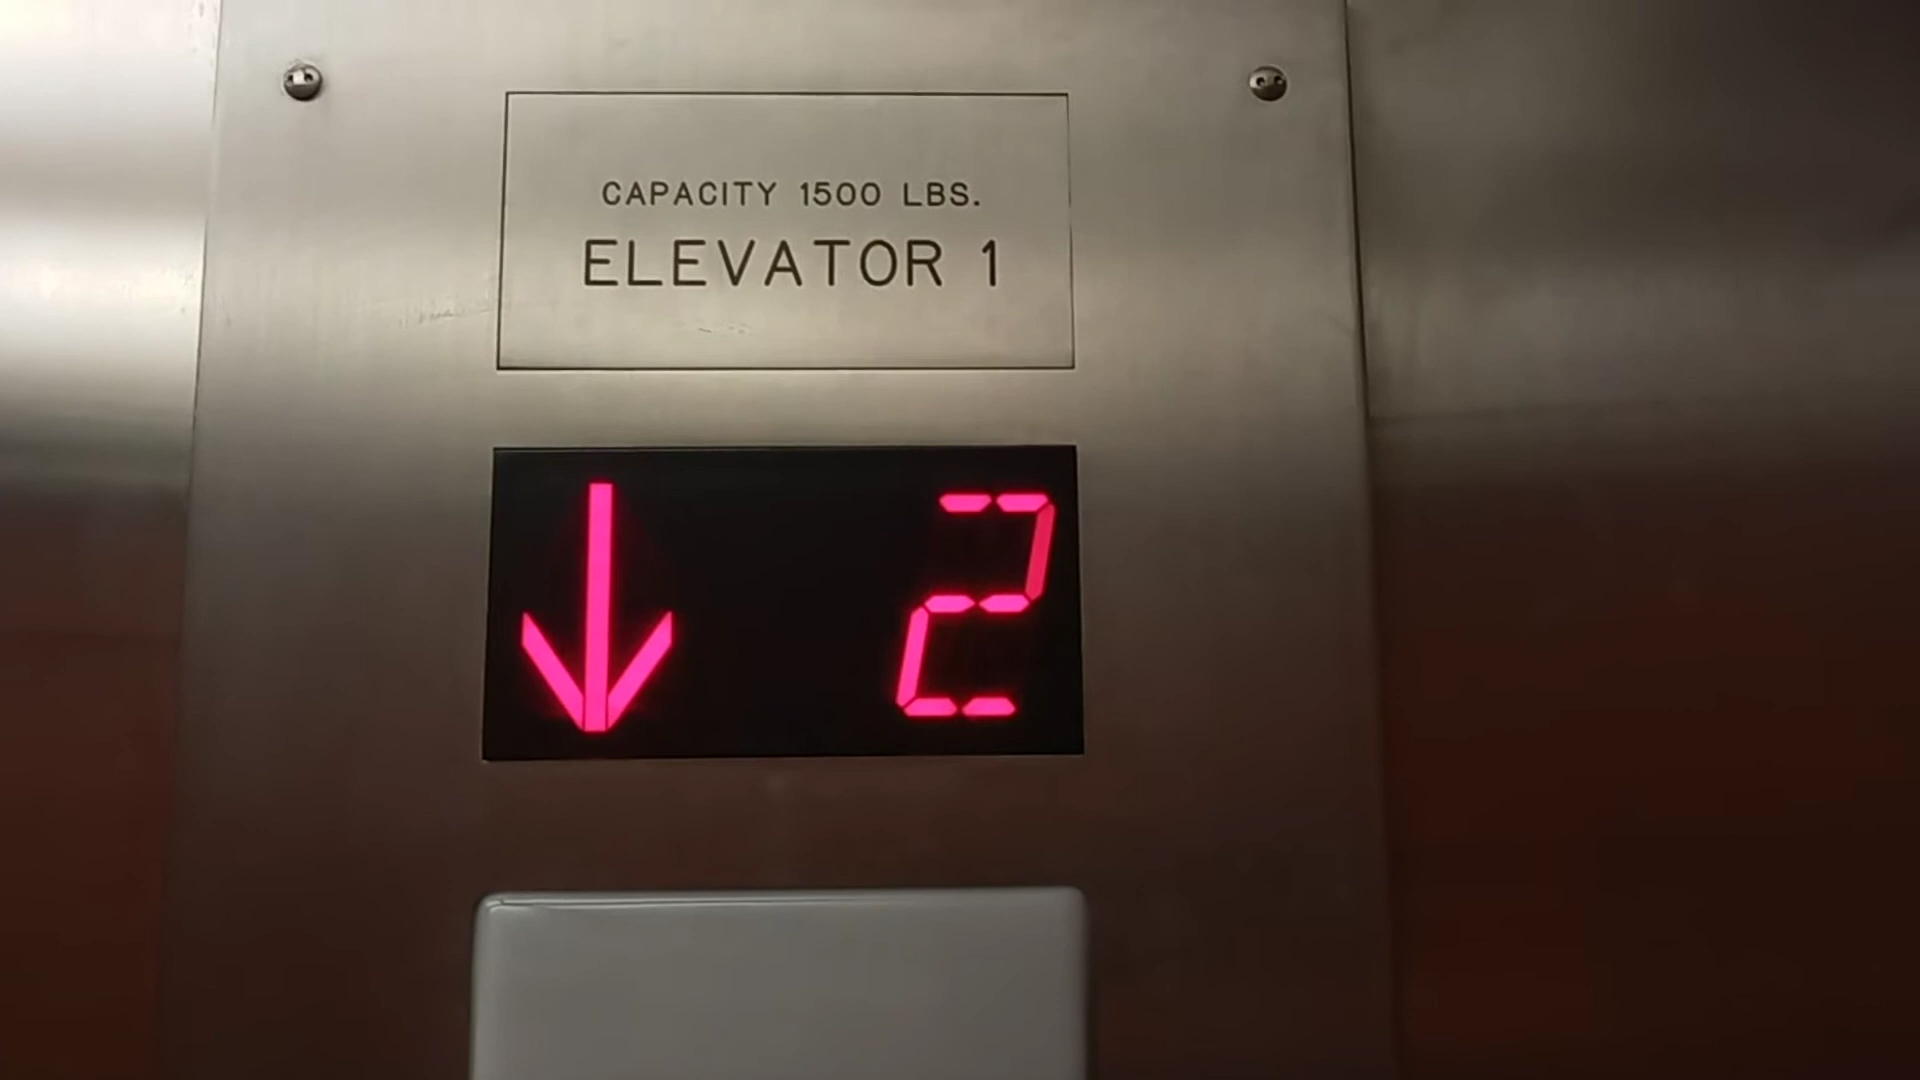 CAPACITY 1500 LBS.
ELEVATOR 1
↓ 2